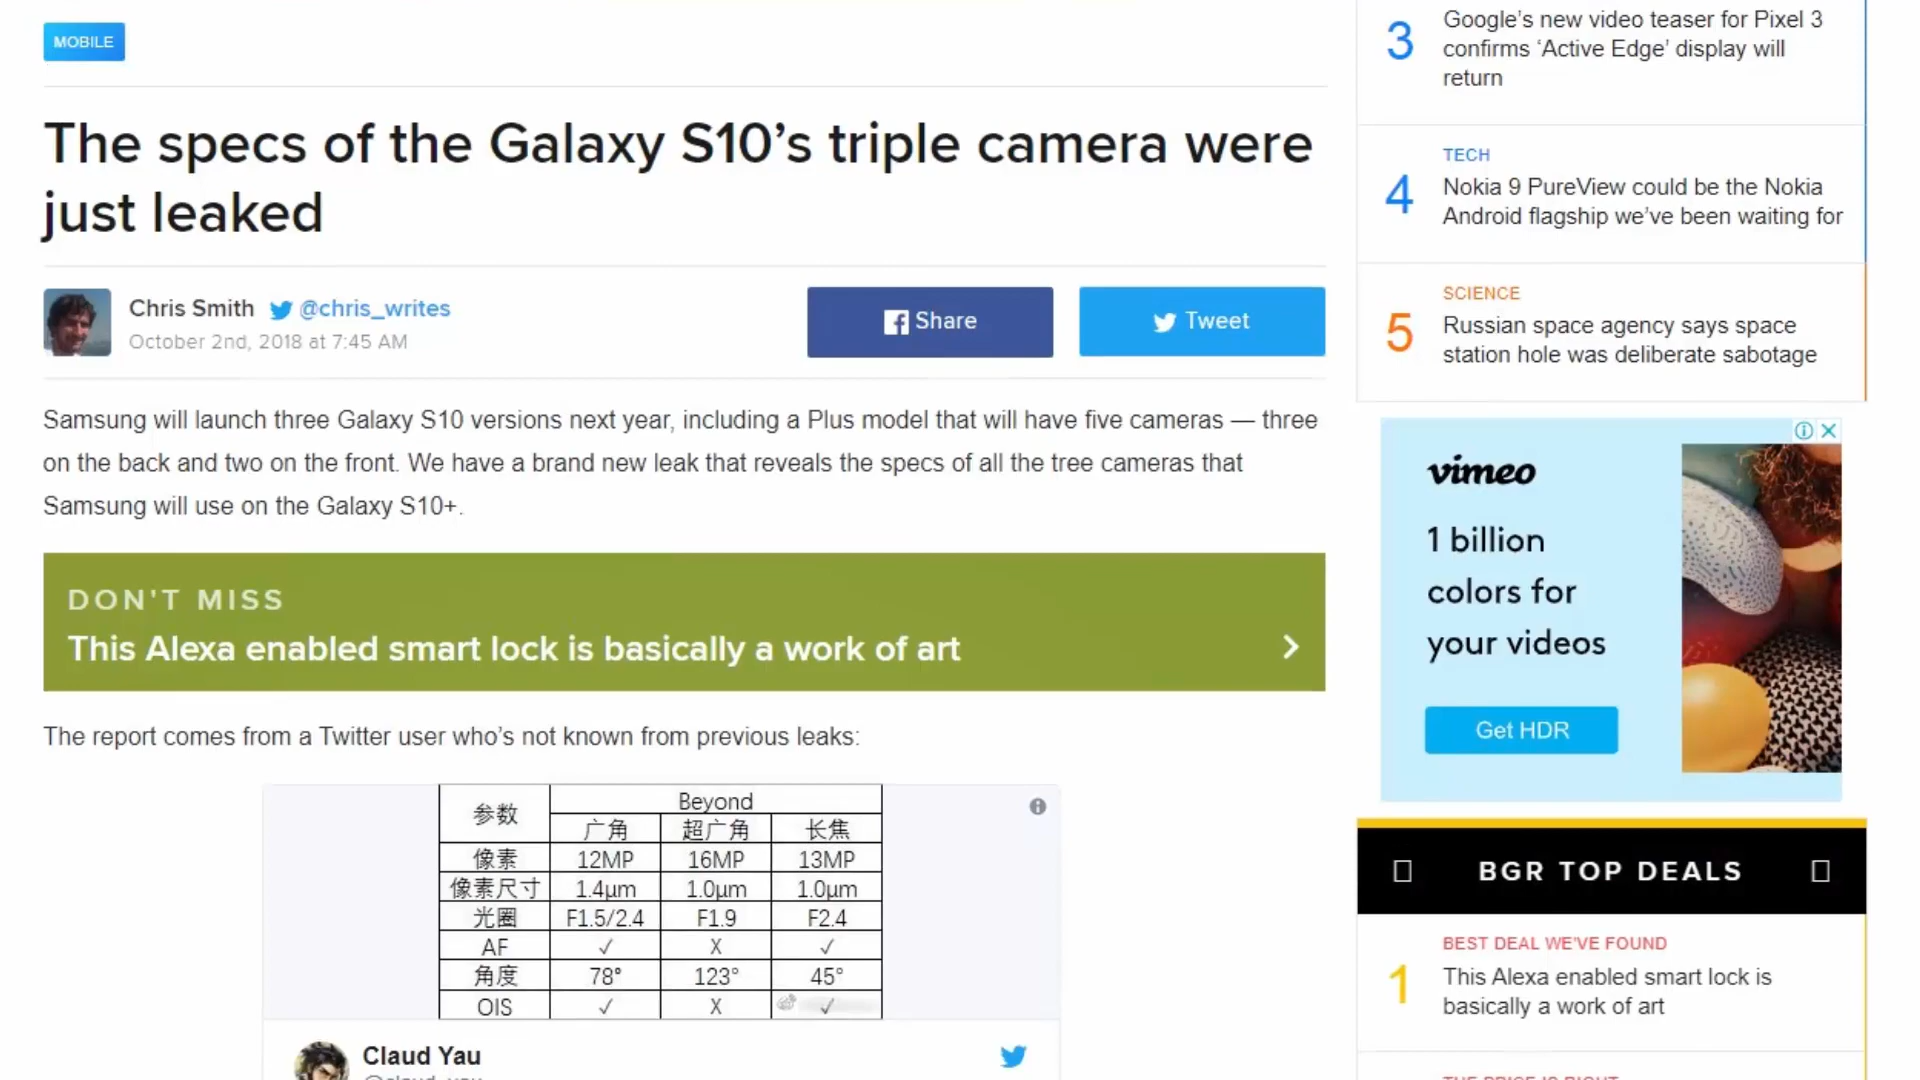 MOBILE
The specs of the Galaxy S10’s triple camera were
just leaked
Chris Smith @chris_writes
October 2nd, 2018 at 7:45 AM
Share
Tweet
Samsung will launch three Galaxy S10 versions next year, including a Plus model that will have five cameras — three
on the back and two on the front. We have a brand new leak that reveals the specs of all the tree cameras that
Samsung will use on the Galaxy S10+.
DON'T MISS
This Alexa enabled smart lock is basically a work of art
The report comes from a Twitter user who’s not known from previous leaks:
参数 Beyond
广角 超广角 长焦
像素 12MP 16MP 13MP
像素尺寸 1.4μm 1.0μm 1.0μm
光圈 F1.5/2.4 F1.9 F2.4
AF ✓ X ✓
角度 78° 123° 45°
OIS ✓ X ✓
Claud Yau
3
Google’s new video teaser for Pixel 3
confirms ‘Active Edge’ display will
return
TECH
4
Nokia 9 PureView could be the Nokia
Android flagship we’ve been waiting for
SCIENCE
5
Russian space agency says space
station hole was deliberate sabotage
vimeo
1 billion
colors for
your videos
Get HDR
BGR TOP DEALS
BEST DEAL WE'VE FOUND
1
This Alexa enabled smart lock is
basically a work of art